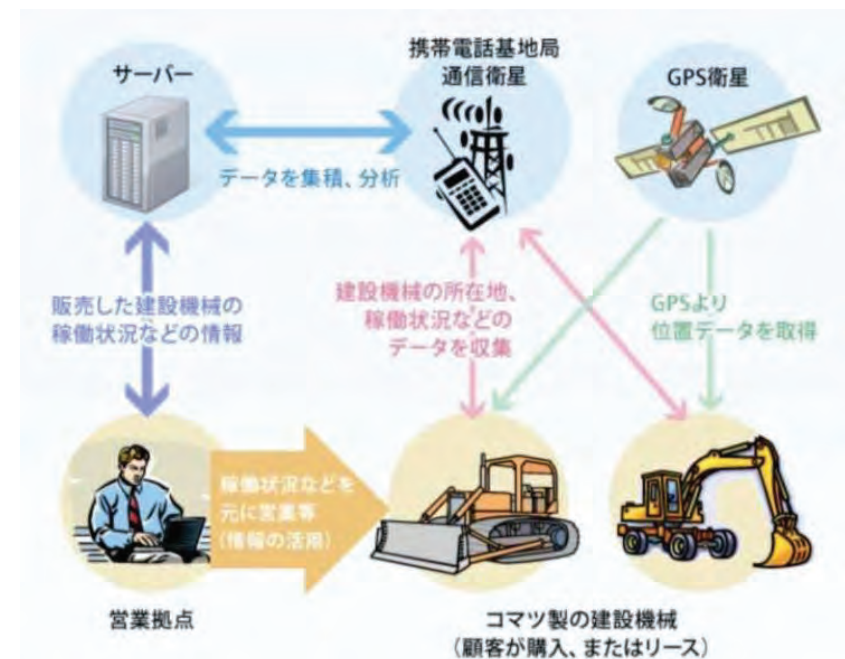 サーバー
携帯電話基地局
通信衛星
GPS衛星
データを集積、分析
販売した建設機械の
稼働状況などの情報
建設機械の所在地、
稼働状況などの
データを収集
GPSより
位置データを取得
稼働状況などを
元に営業等
(情報の活用)
営業拠点
コマツ製の建設機械
(顧客が購入、またはリース)